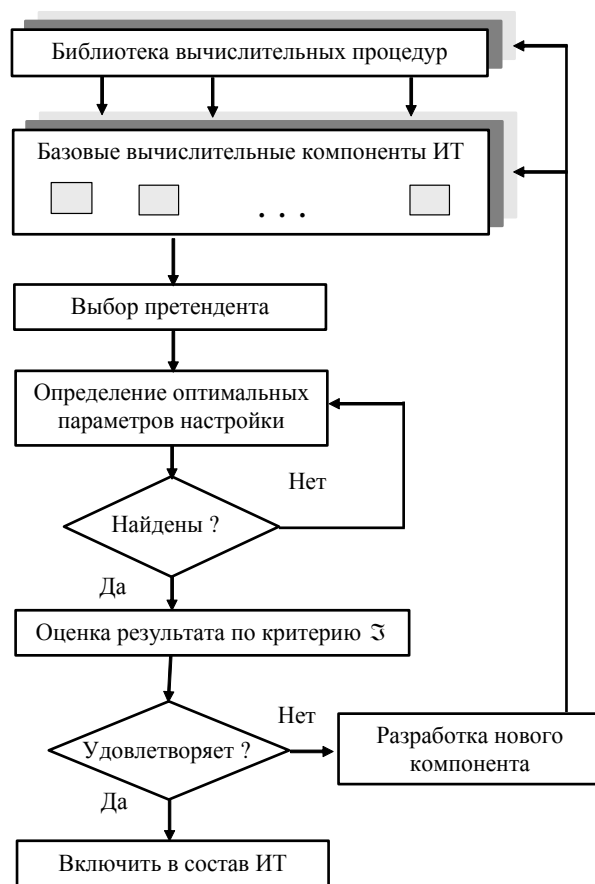 Библиотека вычислительных процедур
Базовые вычислительные компоненты ИТ
. . .
Выбор претендента
Определение оптимальных
параметров настройки
Нет
Найдены ?
Да
Оценка результата по критерию ℑ
Нет
Удовлетворяет ?
Разработка нового
компонента
Да
Включить в состав ИТ